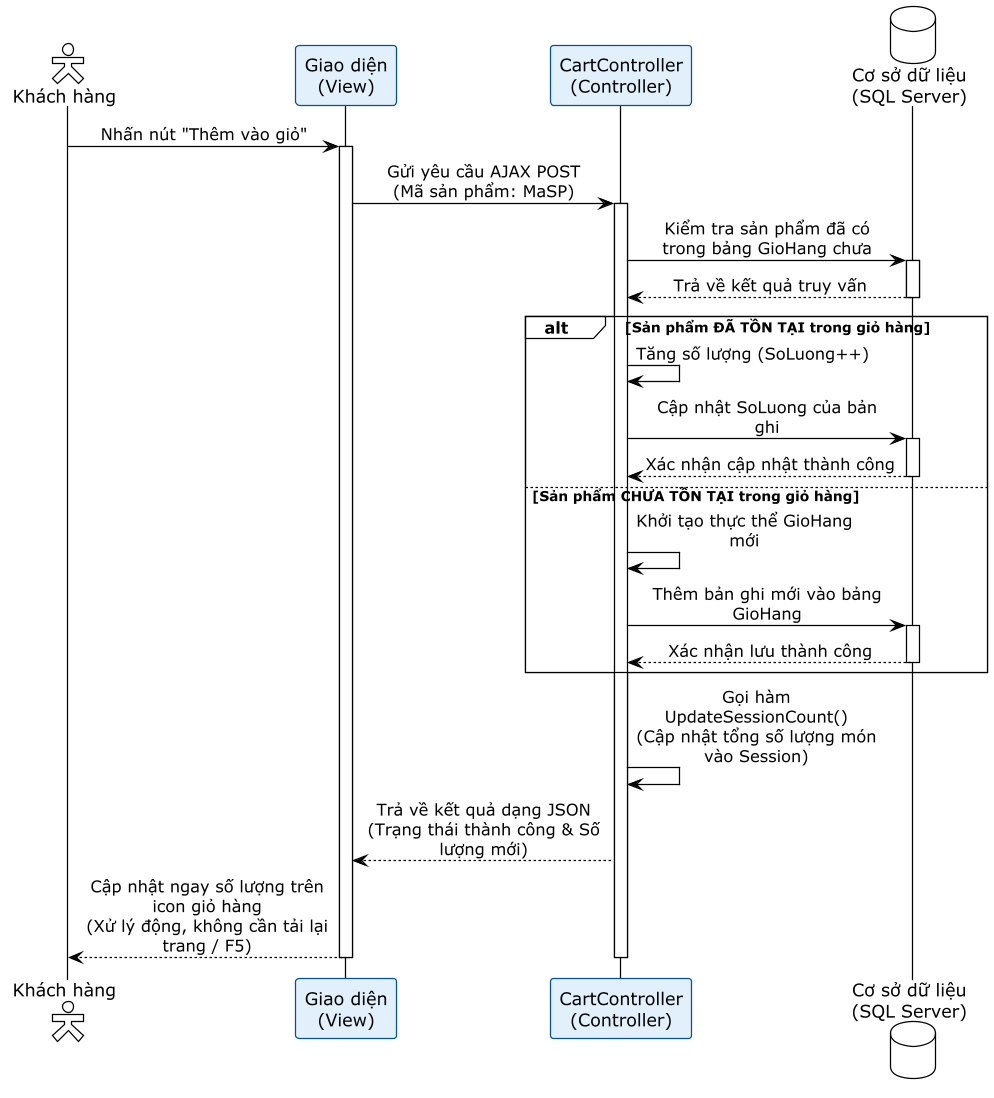 Khách hàng
Giao diện
(View)
CartController
(Controller)
Cơ sở dữ liệu
(SQL Server)
Nhấn nút "Thêm vào giỏ"
Gửi yêu cầu AJAX POST
(Mã sản phẩm: MaSP)
Kiểm tra sản phẩm đã có
trong bảng GioHang chưa
Trả về kết quả truy vấn
alt
[Sản phẩm ĐÃ TỒN TẠI trong giỏ hàng]
Tăng số lượng (SoLuong++)
Cập nhật SoLuong của bản
ghi
Xác nhận cập nhật thành công
[Sản phẩm CHƯA TỒN TẠI trong giỏ hàng]
Khởi tạo thực thể GioHang
mới
Thêm bản ghi mới vào bảng
GioHang
Xác nhận lưu thành công
Gọi hàm
UpdateSessionCount()
(Cập nhật tổng số lượng món
vào Session)
Trả về kết quả dạng JSON
(Trạng thái thành công & Số
lượng mới)
Cập nhật ngay số lượng trên
icon giỏ hàng
(Xử lý động, không cần tải lại
trang / F5)
Khách hàng
Giao diện
(View)
CartController
(Controller)
Cơ sở dữ liệu
(SQL Server)